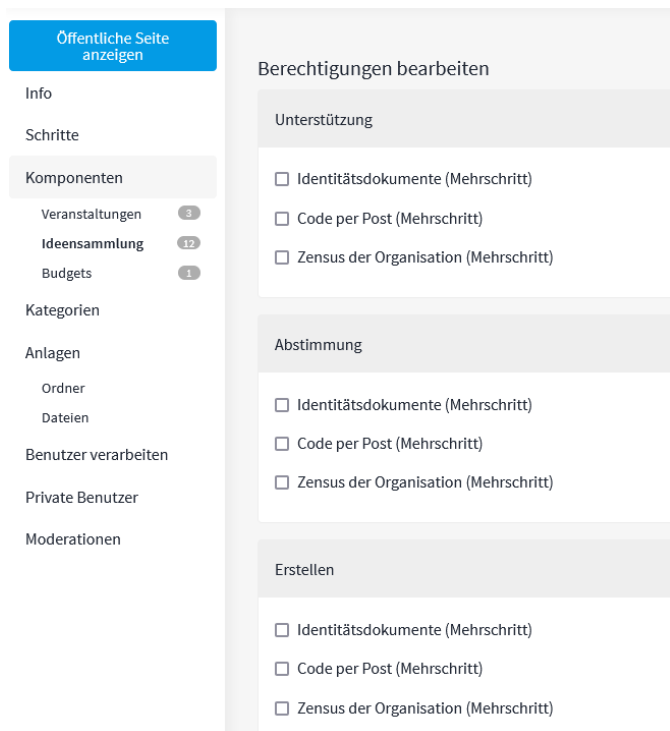 Öffentliche Seite
anzeigen
Info
Schritte
Komponenten
Veranstaltungen 3
Ideensammlung 12
Budgets 1
Kategorien
Anlagen
Ordner
Dateien
Benutzer verarbeiten
Private Benutzer
Moderationen
Berechtigungen bearbeiten
Unterstützung
Identitätsdokumente (Mehrschritt)
Code per Post (Mehrschritt)
Zensus der Organisation (Mehrschritt)
Abstimmung
Identitätsdokumente (Mehrschritt)
Code per Post (Mehrschritt)
Zensus der Organisation (Mehrschritt)
Erstellen
Identitätsdokumente (Mehrschritt)
Code per Post (Mehrschritt)
Zensus der Organisation (Mehrschritt)